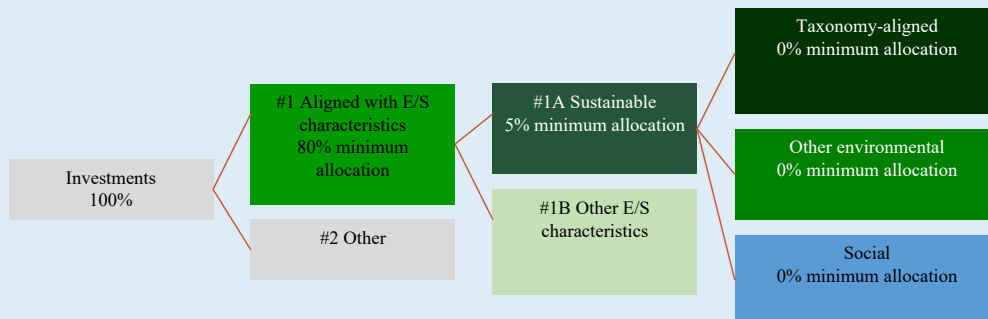 Investments
100%
#1 Aligned with E/S
characteristics
80% minimum
allocation
#2 Other
#1A Sustainable
5% minimum allocation
#1B Other E/S
characteristics
Taxonomy-aligned
0% minimum allocation
Other environmental
0% minimum allocation
Social
0% minimum allocation